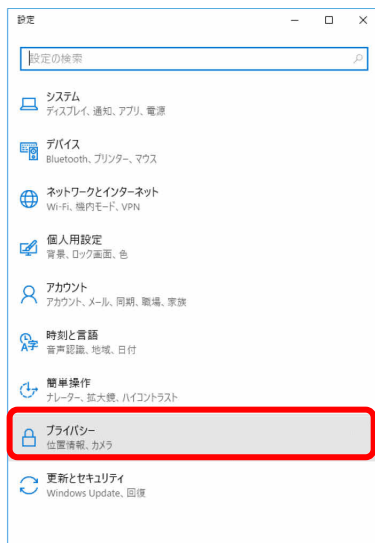 設定
設定の検索
システム
ディスプレイ、通知、アプリ、電源
デバイス
Bluetooth、プリンター、マウス
ネットワークとインターネット
Wi-Fi、機内モード、VPN
個人用設定
背景、ロック画面、色
アカウント
アカウント、メール、同期、職場、家族
時刻と言語
音声認識、地域、日付
簡単操作
ナレーター、拡大鏡、ハイコントラスト
プライバシー
位置情報、カメラ
更新とセキュリティ
Windows Update、回復